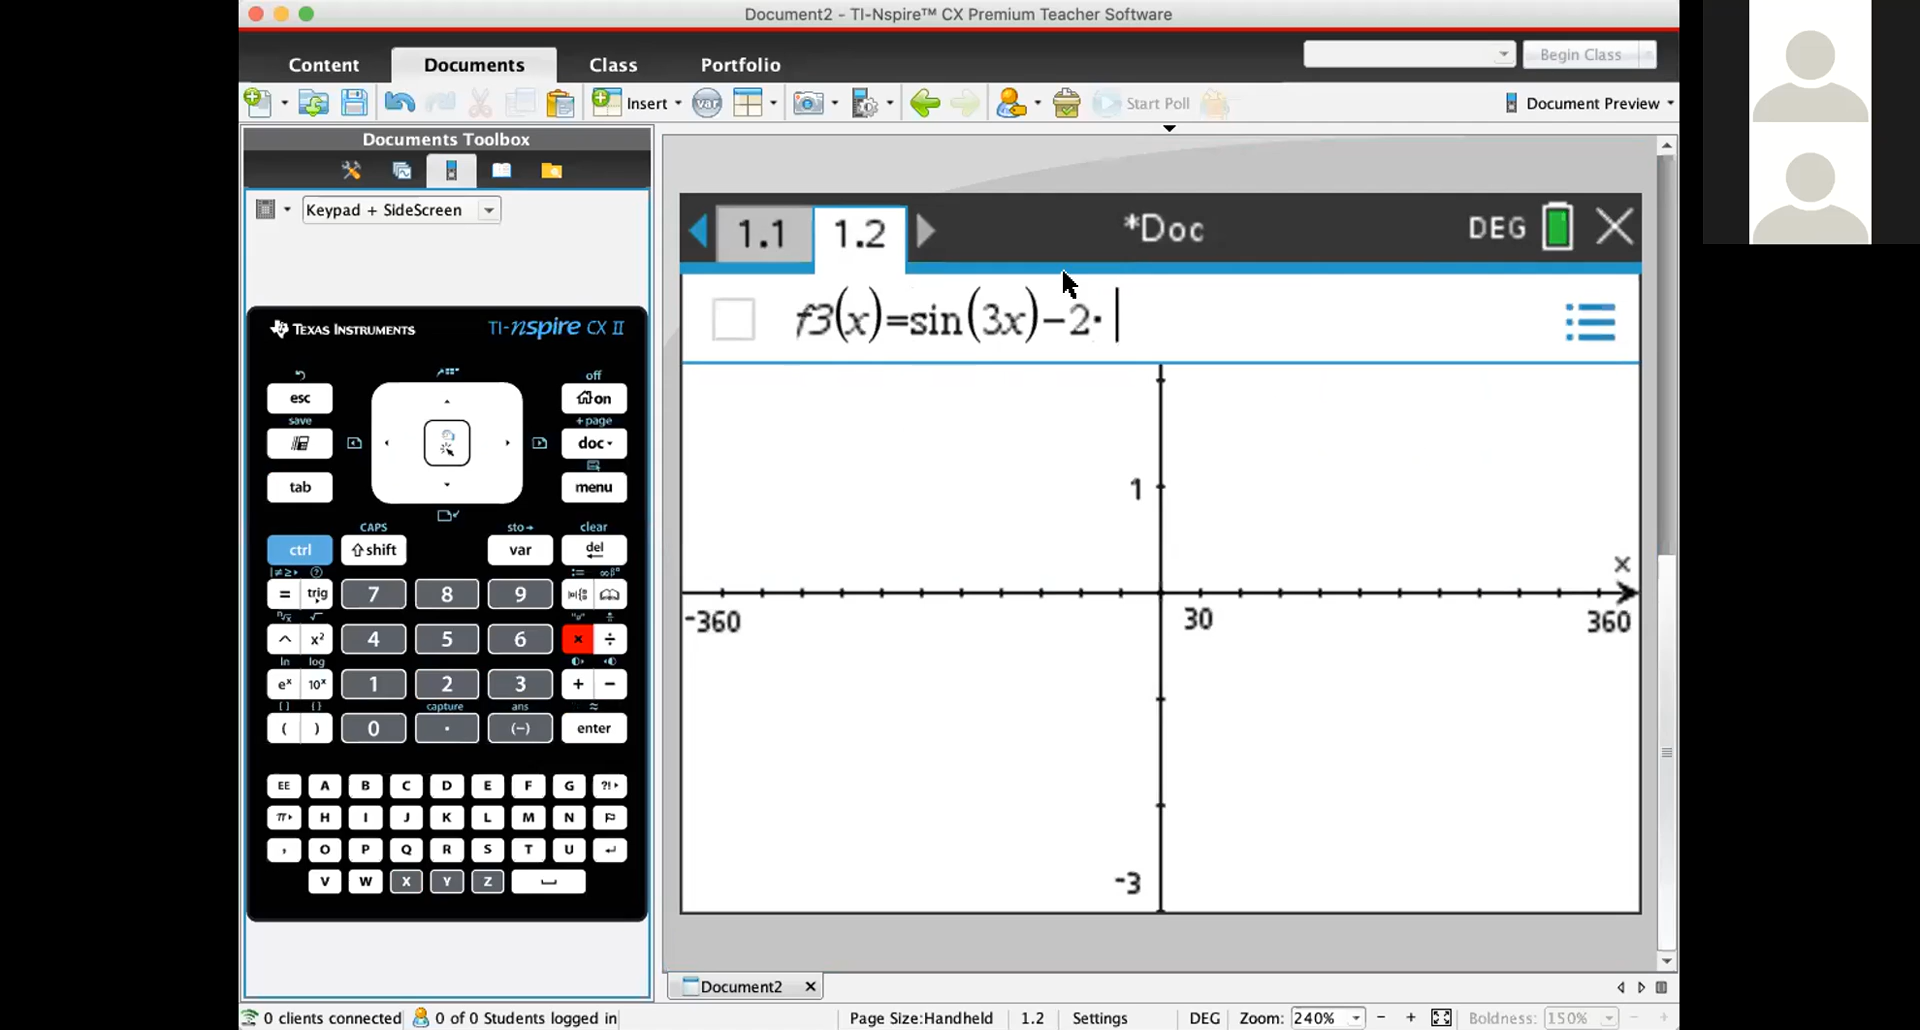 Document2 - TI-Nspire™ CX Premium Teacher Software
Content Documents Class Portfolio
Begin Class
Insert
var
Start Poll
Document Preview
Documents Toolbox
Keypad + SideScreen
TEXAS INSTRUMENTS TI-nspire CX II
off
esc on
save + page
doc
tab menu
CAPS sto→ clear
ctrl shift var del
= trig 7 8 9
^ x² 4 5 6 × ÷
ln log
eˣ 10ˣ 1 2 3 + −
[ ] { } capture ans ≈
( ) 0 . (−) enter
EE A B C D E F G ?!▸
π▸ H I J K L M N
, O P Q R S T U ↵
V W X Y Z
1.1 1.2 *Doc DEG
f3(x)=sin(3x)−2·
1
x
-360 30 360
-3
Document2
0 clients connected 0 of 0 Students logged in Page Size:Handheld 1.2 Settings DEG Zoom: 240% − + Boldness: 150% − +